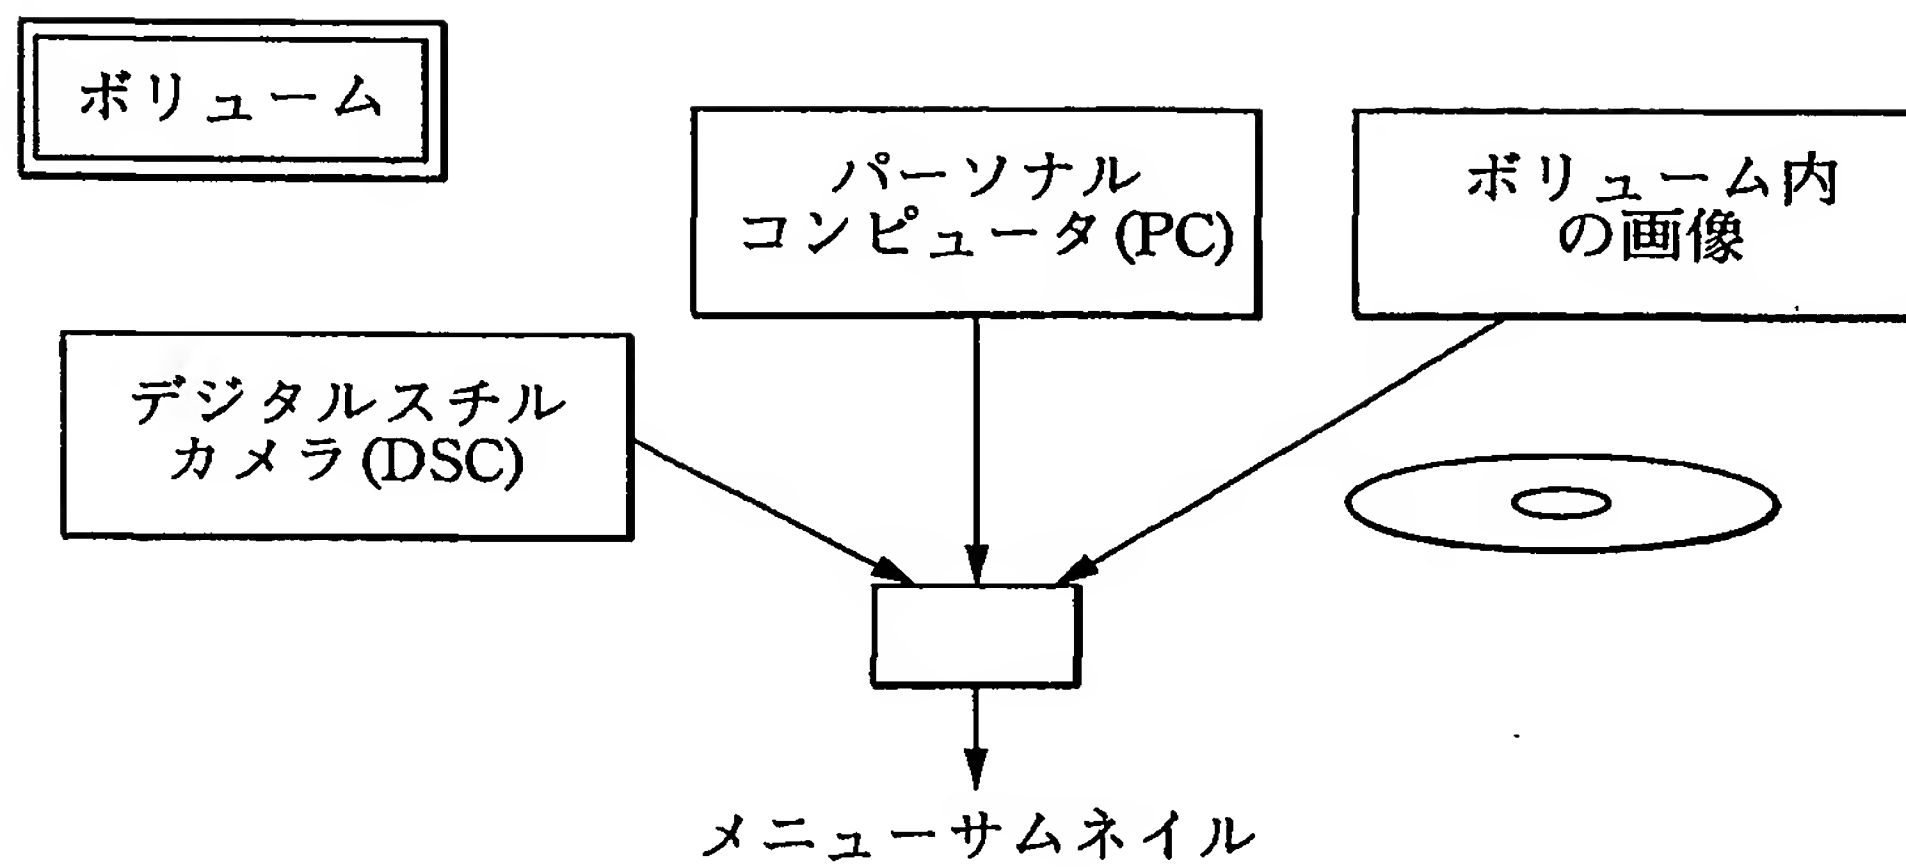 ボリューム
パーソナル
コンピュータ(PC)
ボリューム内
の画像
デジタルスチル
カメラ(DSC)
メニューサムネイル